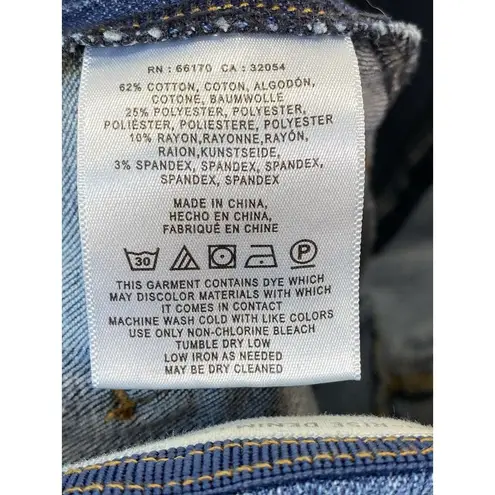 RN : 66170 CA : 32054
62% COTTON, COTON, ALGODÓN,
COTONE, BAUMWOLLE
25% POLYESTER, POLYESTER,
POLIÉSTER, POLIESTERE, POLYESTER
10% RAYON,RAYONNE,RAYÓN,
RAION,KUNSTSEIDE,
3% SPANDEX, SPANDEX, SPANDEX,
SPANDEX, SPANDEX
MADE IN CHINA,
HECHO EN CHINA,
FABRIQUÉ EN CHINE
30 P
THIS GARMENT CONTAINS DYE WHICH
MAY DISCOLOR MATERIALS WITH WHICH
IT COMES IN CONTACT
MACHINE WASH COLD WITH LIKE COLORS
USE ONLY NON-CHLORINE BLEACH
TUMBLE DRY LOW
LOW IRON AS NEEDED
MAY BE DRY CLEANED
RISE DENIM